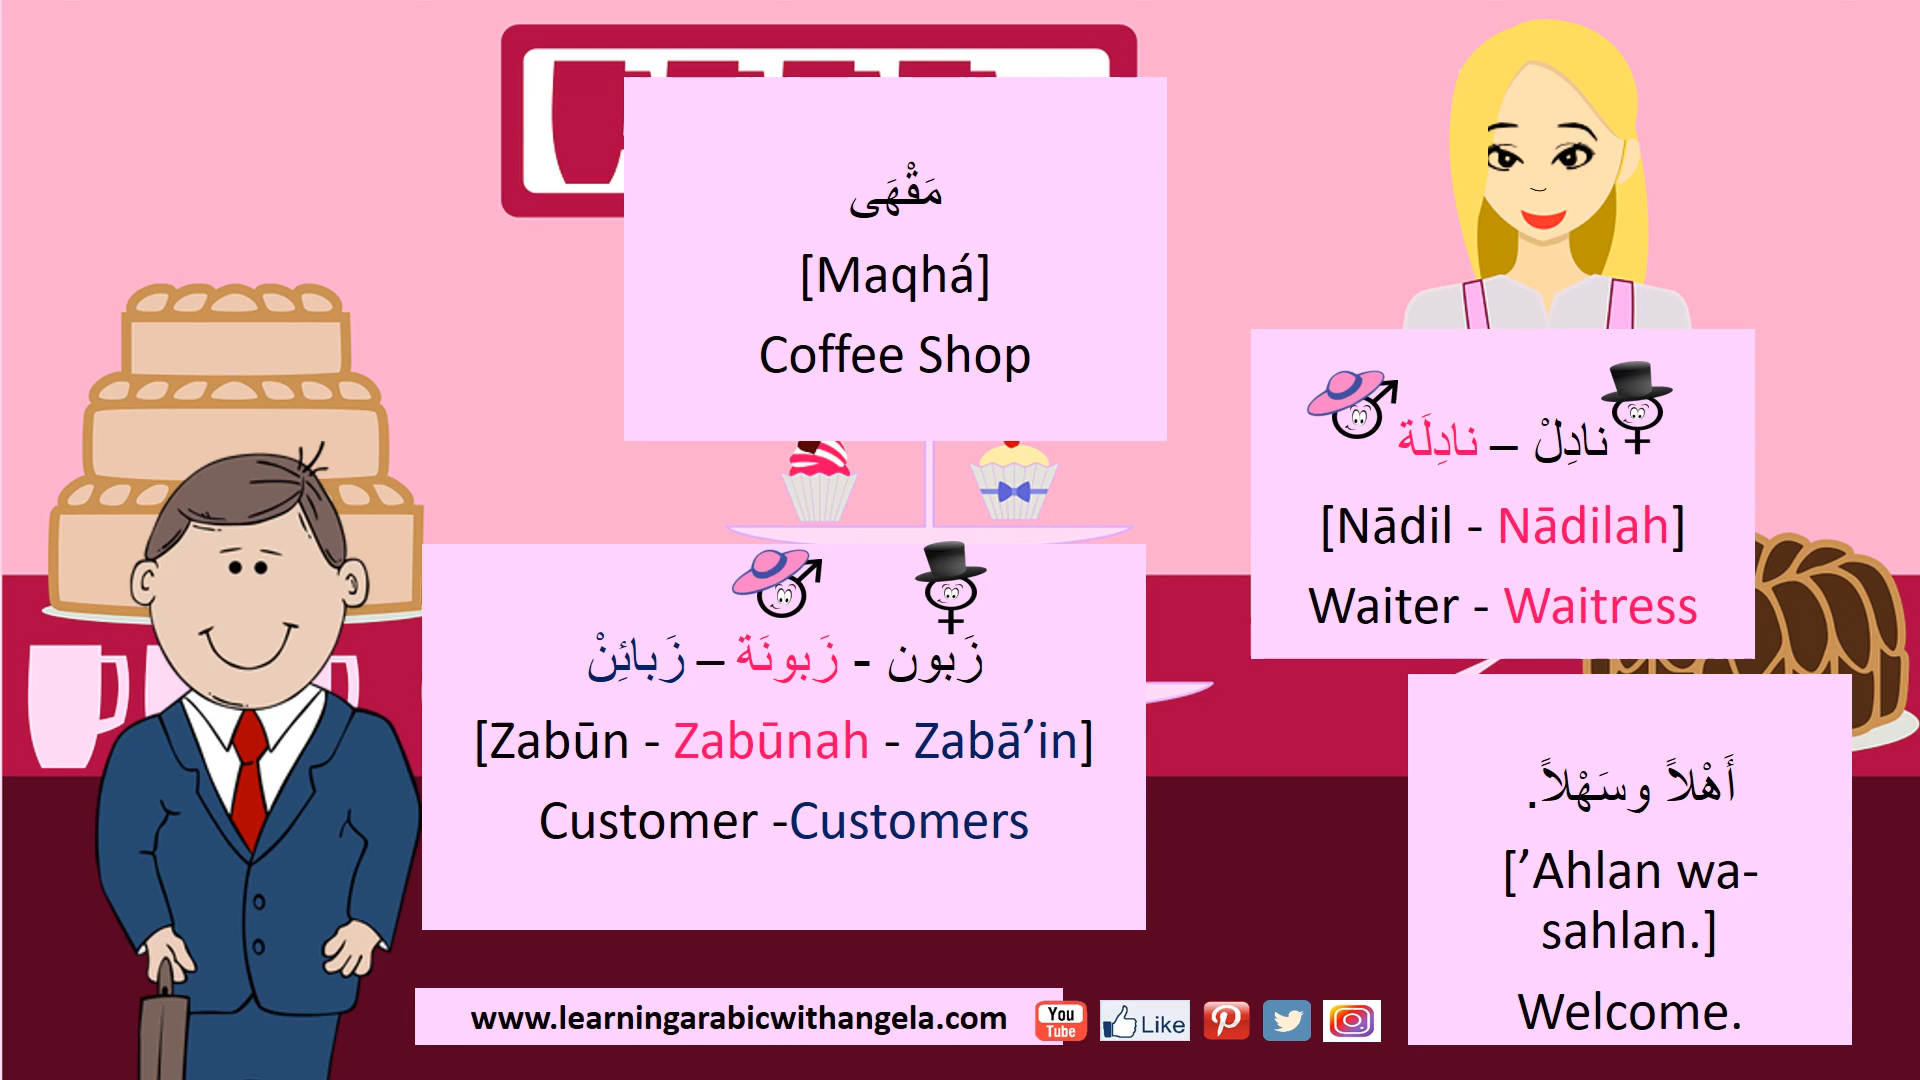 مَقْهَى
[Maqhá]
Coffee Shop
نادِلْ – نادِلَة
[Nādil - Nādilah]
Waiter - Waitress
زَبون - زَبونَة – زَبائِنْ
[Zabūn - Zabūnah - Zabā’in]
Customer -Customers
أَهْلاً وسَهْلاً.
[’Ahlan wa-
sahlan.]
Welcome.
www.learningarabicwithangela.com
You
Tube
Like